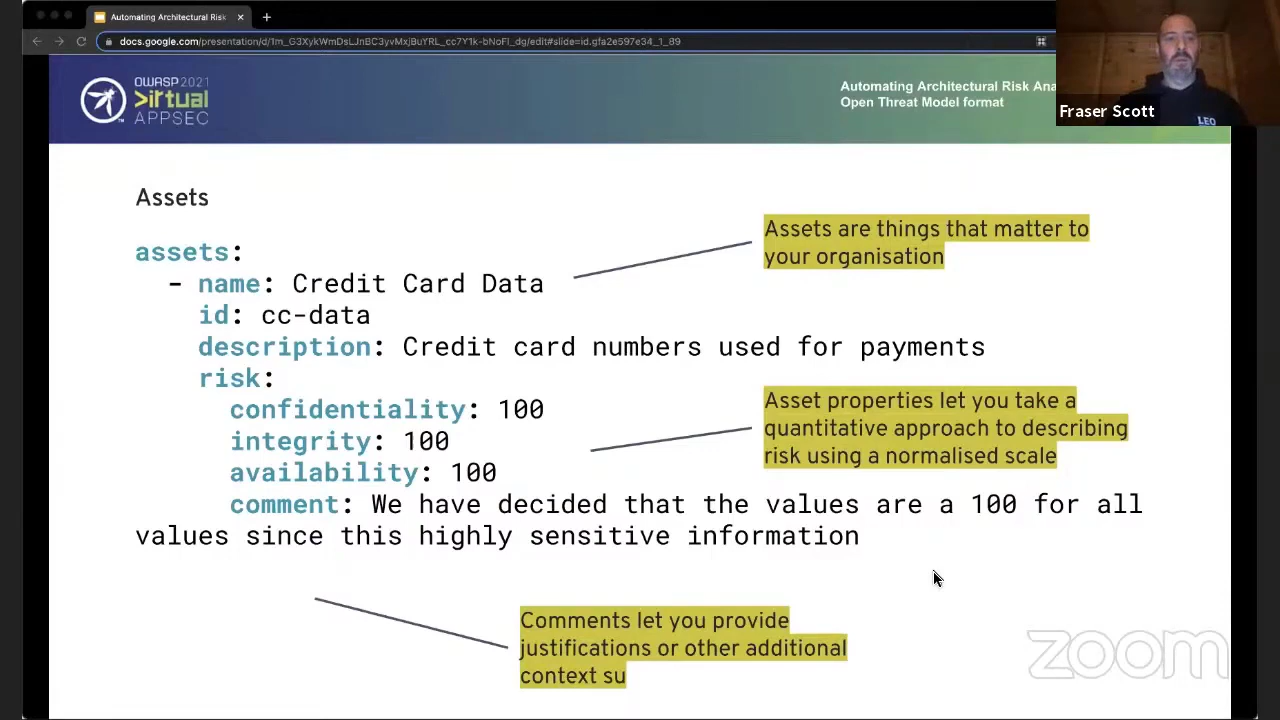 Automating Architectural Risk
docs.google.com/presentation/d/1m_G3XykWmDsLJnBC3yvMxjBuYRL_cc7Y1k-bNoFl_dg/edit#slide=id.gfa2e597e34_1_89
OWASP 2021
>irtual
APPSEC
Automating Architectural Risk Ana
Open Threat Model format
Fraser Scott
LEO
Assets
assets:
- name: Credit Card Data
id: cc-data
description: Credit card numbers used for payments
risk:
confidentiality: 100
integrity: 100
availability: 100
comment: We have decided that the values are a 100 for all
values since this highly sensitive information
Assets are things that matter to
your organisation
Asset properties let you take a
quantitative approach to describing
risk using a normalised scale
Comments let you provide
justifications or other additional
context su
zoom